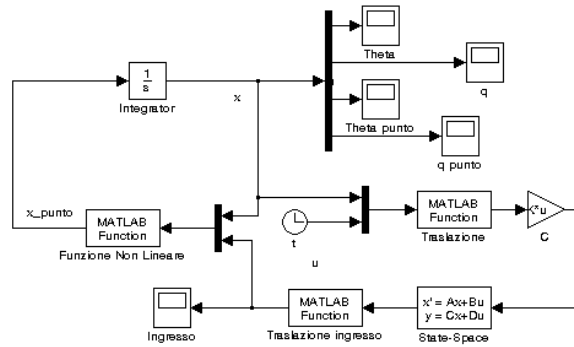 Theta
1
s
Integrator
x
q
Theta punto
q punto
x_punto
MATLAB
Function
Funzione Non Lineare
t
MATLAB
Function
Traslazione
K*u
C
u
Ingresso
MATLAB
Function
Traslazione ingresso
x' = Ax+Bu
y = Cx+Du
State-Space